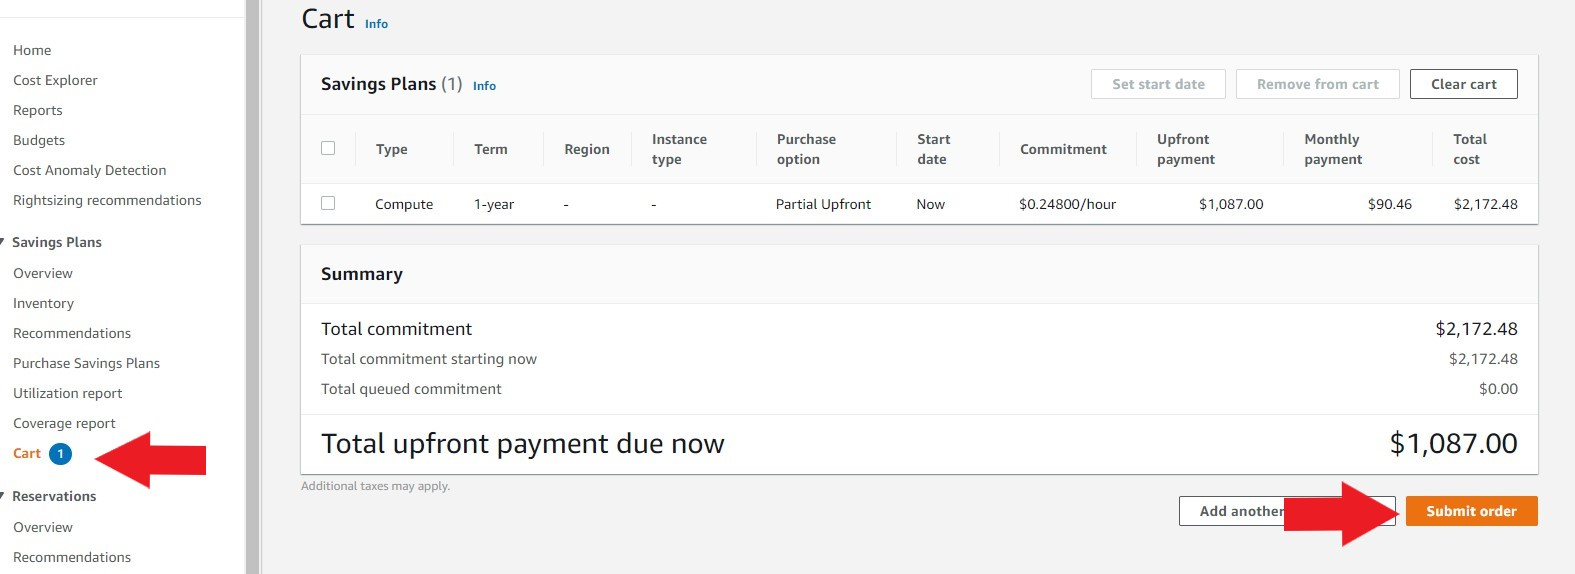 Cart Info
Home
Cost Explorer
Reports
Budgets
Cost Anomaly Detection
Rightsizing recommendations
Savings Plans
Overview
Inventory
Recommendations
Purchase Savings Plans
Utilization report
Coverage report
Cart 1
Reservations
Overview
Recommendations
Savings Plans (1) Info
Set start date Remove from cart Clear cart
Type Term Region Instance type Purchase option Start date Commitment Upfront payment Monthly payment Total cost
Compute 1-year - - Partial Upfront Now $0.24800/hour $1,087.00 $90.46 $2,172.48
Summary
Total commitment $2,172.48
Total commitment starting now $2,172.48
Total queued commitment $0.00
Total upfront payment due now $1,087.00
Additional taxes may apply.
Add another Submit order